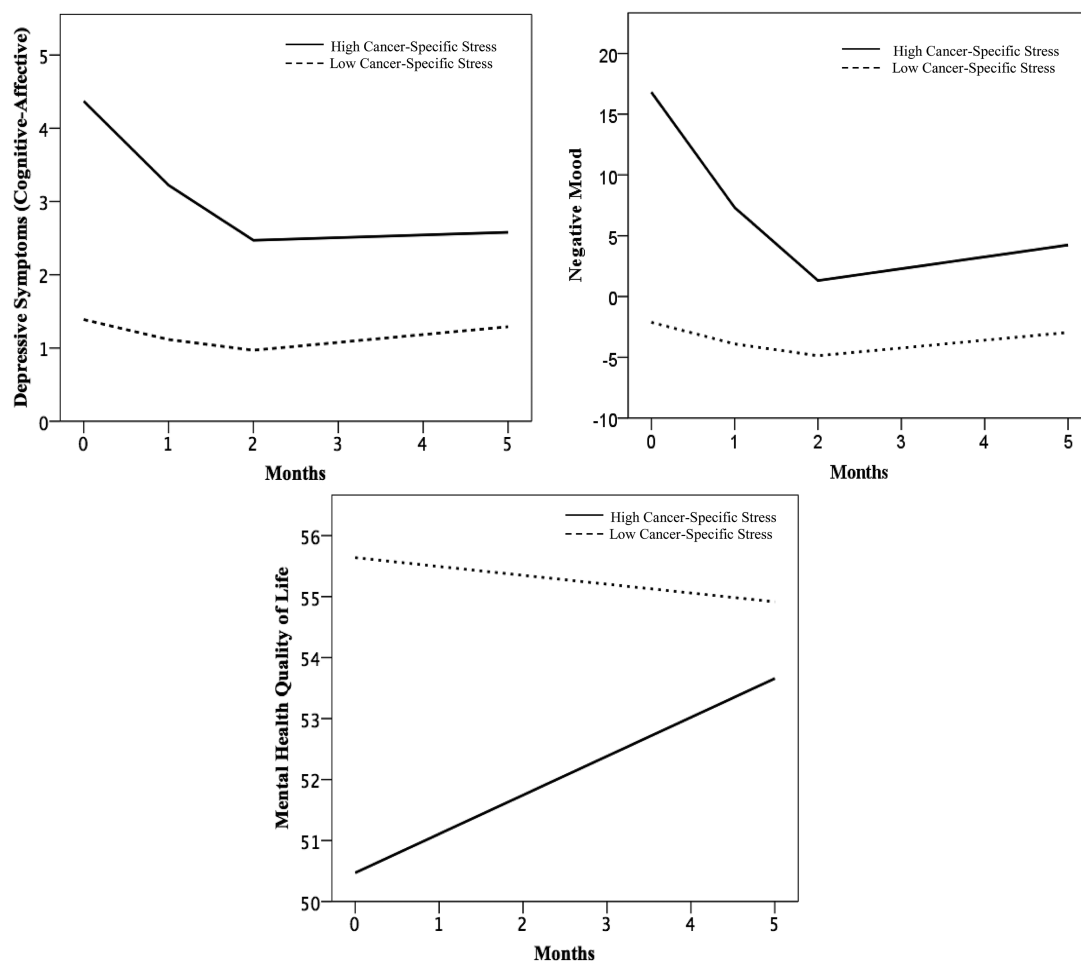 High Cancer-Specific Stress
Low Cancer-Specific Stress
Depressive Symptoms (Cognitive-Affective)
5
4
3
2
1
0
0 1 2 3 4 5
Months
High Cancer-Specific Stress
Low Cancer-Specific Stress
Negative Mood
20
15
10
5
0
-5
-10
0 1 2 3 4 5
Months
High Cancer-Specific Stress
Low Cancer-Specific Stress
Mental Health Quality of Life
56
55
54
53
52
51
50
0 1 2 3 4 5
Months